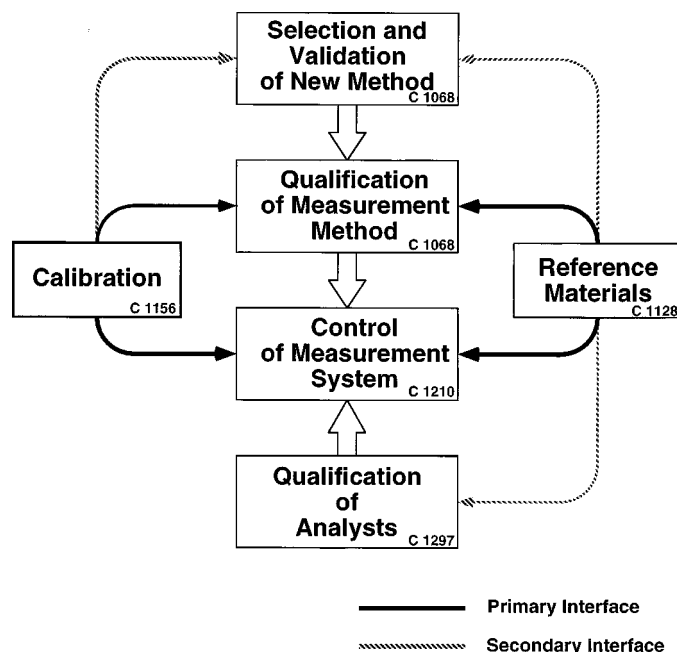 Selection and
Validation
of New Method
C 1068
Qualification
of Measurement
Method
C 1068
Calibration
C 1156
Reference
Materials
C 1128
Control
of Measurement
System
C 1210
Qualification
of
Analysts
C 1297
Primary Interface
Secondary Interface